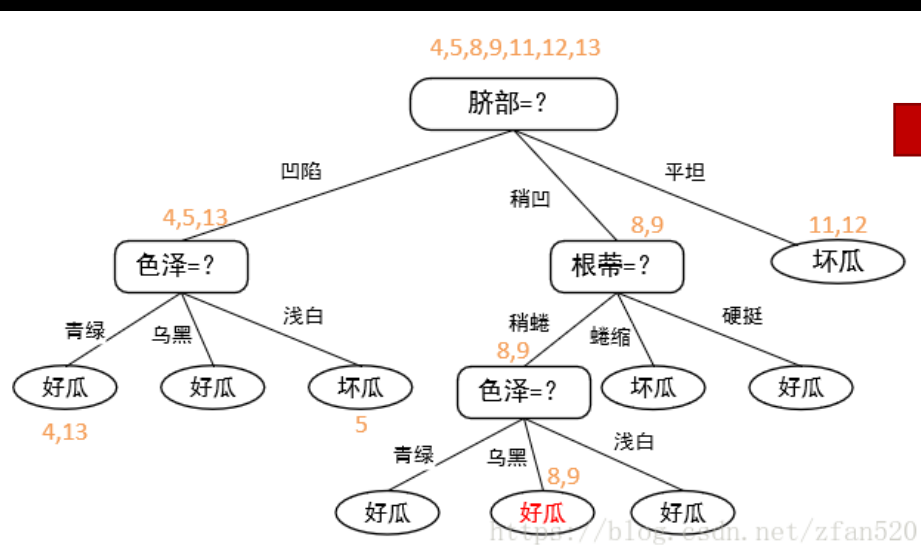 4,5,8,9,11,12,13
脐部=?
凹陷
稍凹
平坦
4,5,13
8,9
11,12
色泽=?
根蒂=?
坏瓜
青绿
乌黑
浅白
稍蜷
蜷缩
硬挺
8,9
好瓜
好瓜
坏瓜
色泽=?
坏瓜
好瓜
4,13
5
青绿
乌黑
浅白
8,9
好瓜
好瓜
好瓜
https://blog.csdn.net/zfan520